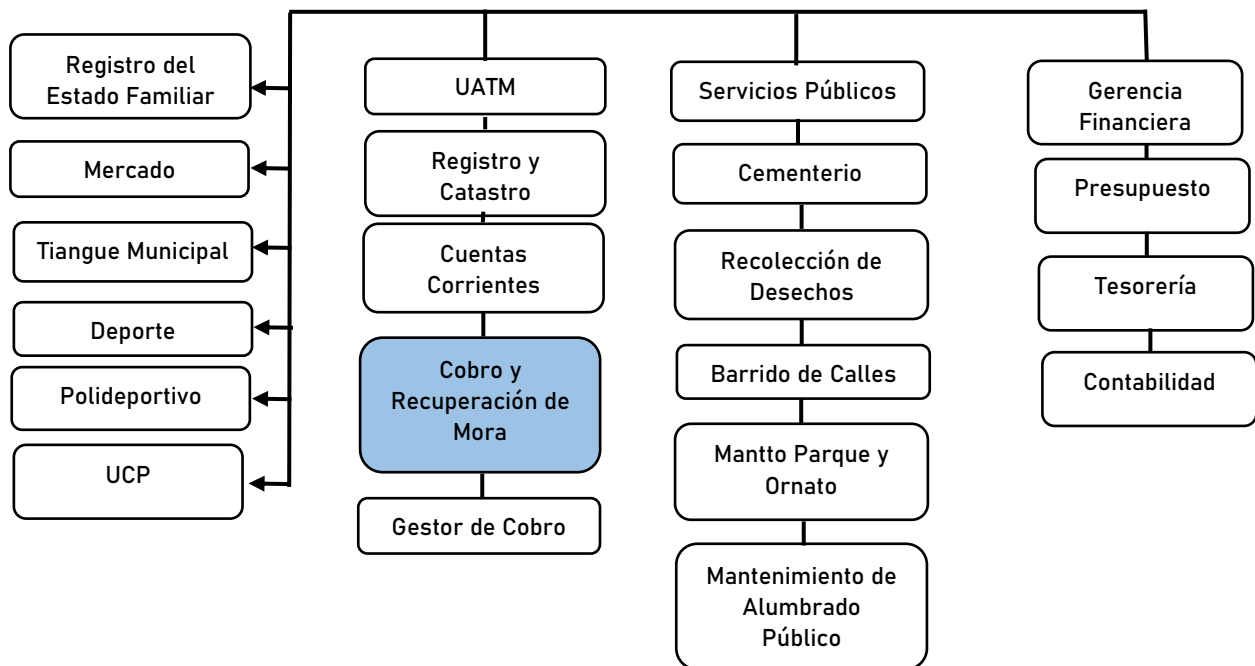 Registro del
Estado Familiar
Mercado
Tiangue Municipal
Deporte
Polideportivo
UCP
UATM
Registro y
Catastro
Cuentas
Corrientes
Cobro y
Recuperación de
Mora
Gestor de Cobro
Servicios Públicos
Cementerio
Recolección de
Desechos
Barrido de Calles
Mantto Parque y
Ornato
Mantenimiento de
Alumbrado
Público
Gerencia
Financiera
Presupuesto
Tesorería
Contabilidad